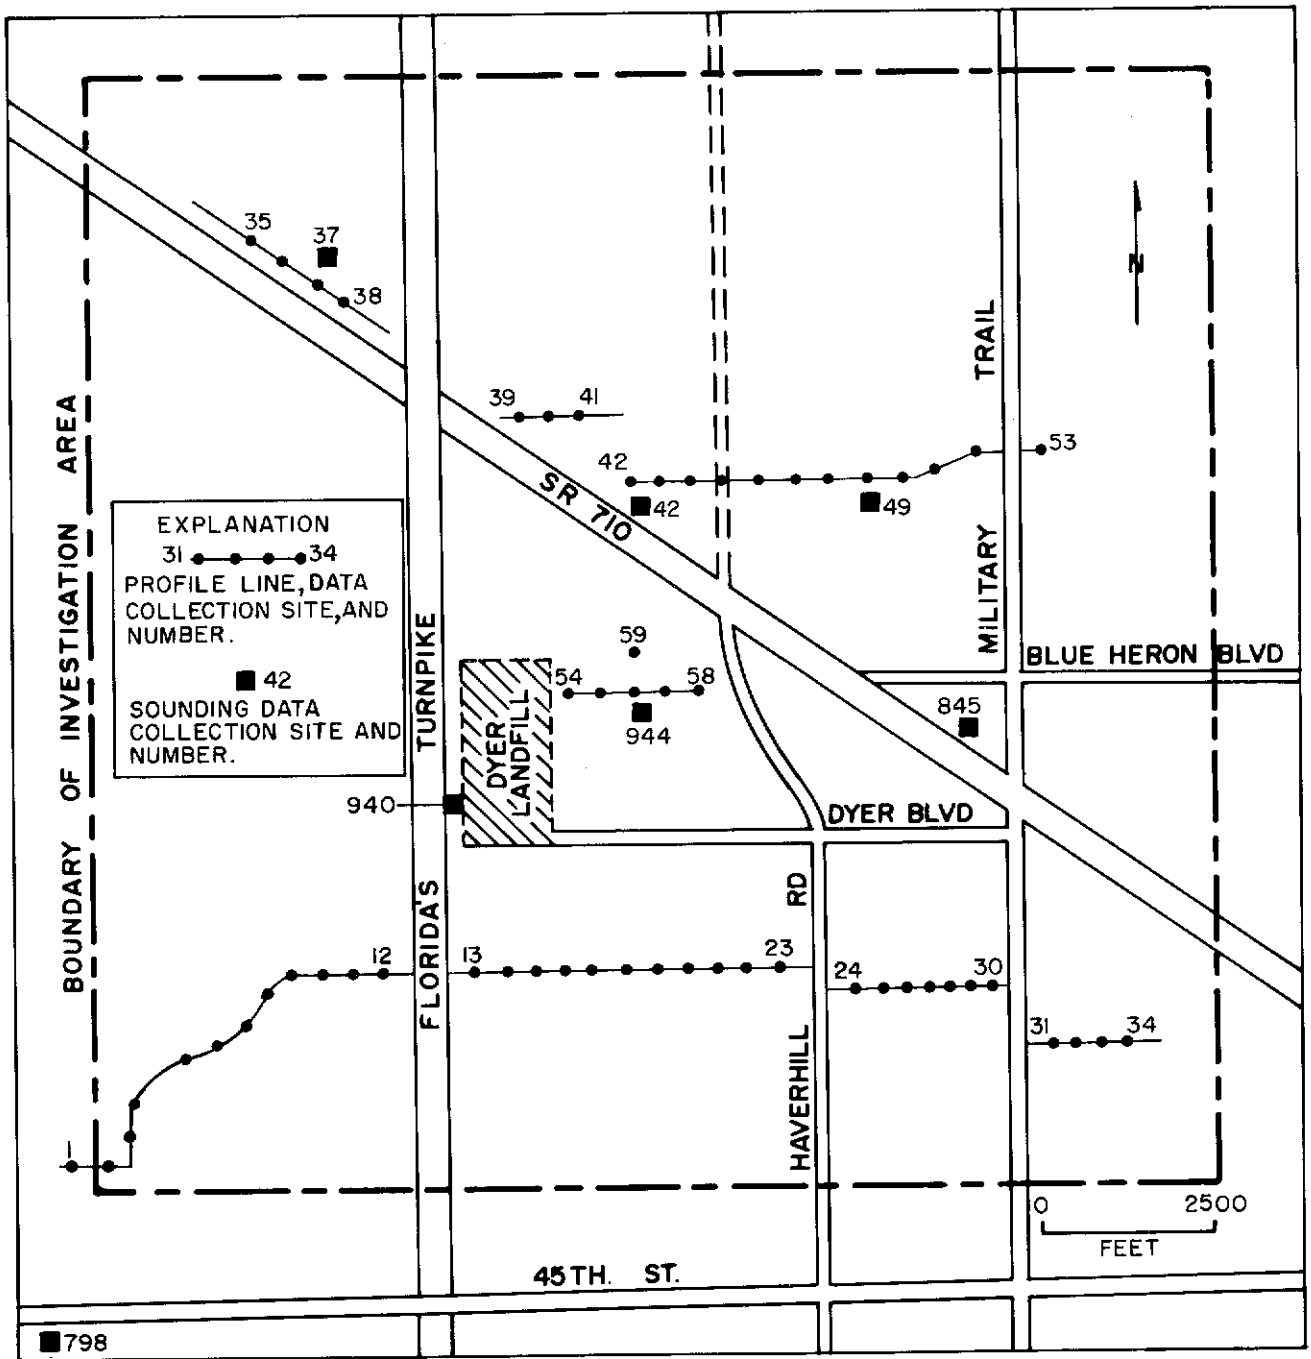 35
37
38
N
TRAIL
39
41
42
53
SR 710
42
49
BOUNDARY OF INVESTIGATION AREA
EXPLANATION
31 34
PROFILE LINE, DATA
COLLECTION SITE, AND
NUMBER.
42
SOUNDING DATA
COLLECTION SITE AND
NUMBER.
MILITARY
TURNPIKE
59
BLUE HERON BLVD
54
58
DYER
LANDFILL
944
845
940
DYER BLVD
FLORIDA'S
RD
12
13
23
24
30
31
34
HAVERHILL
1
0 2500
FEET
45TH. ST.
798